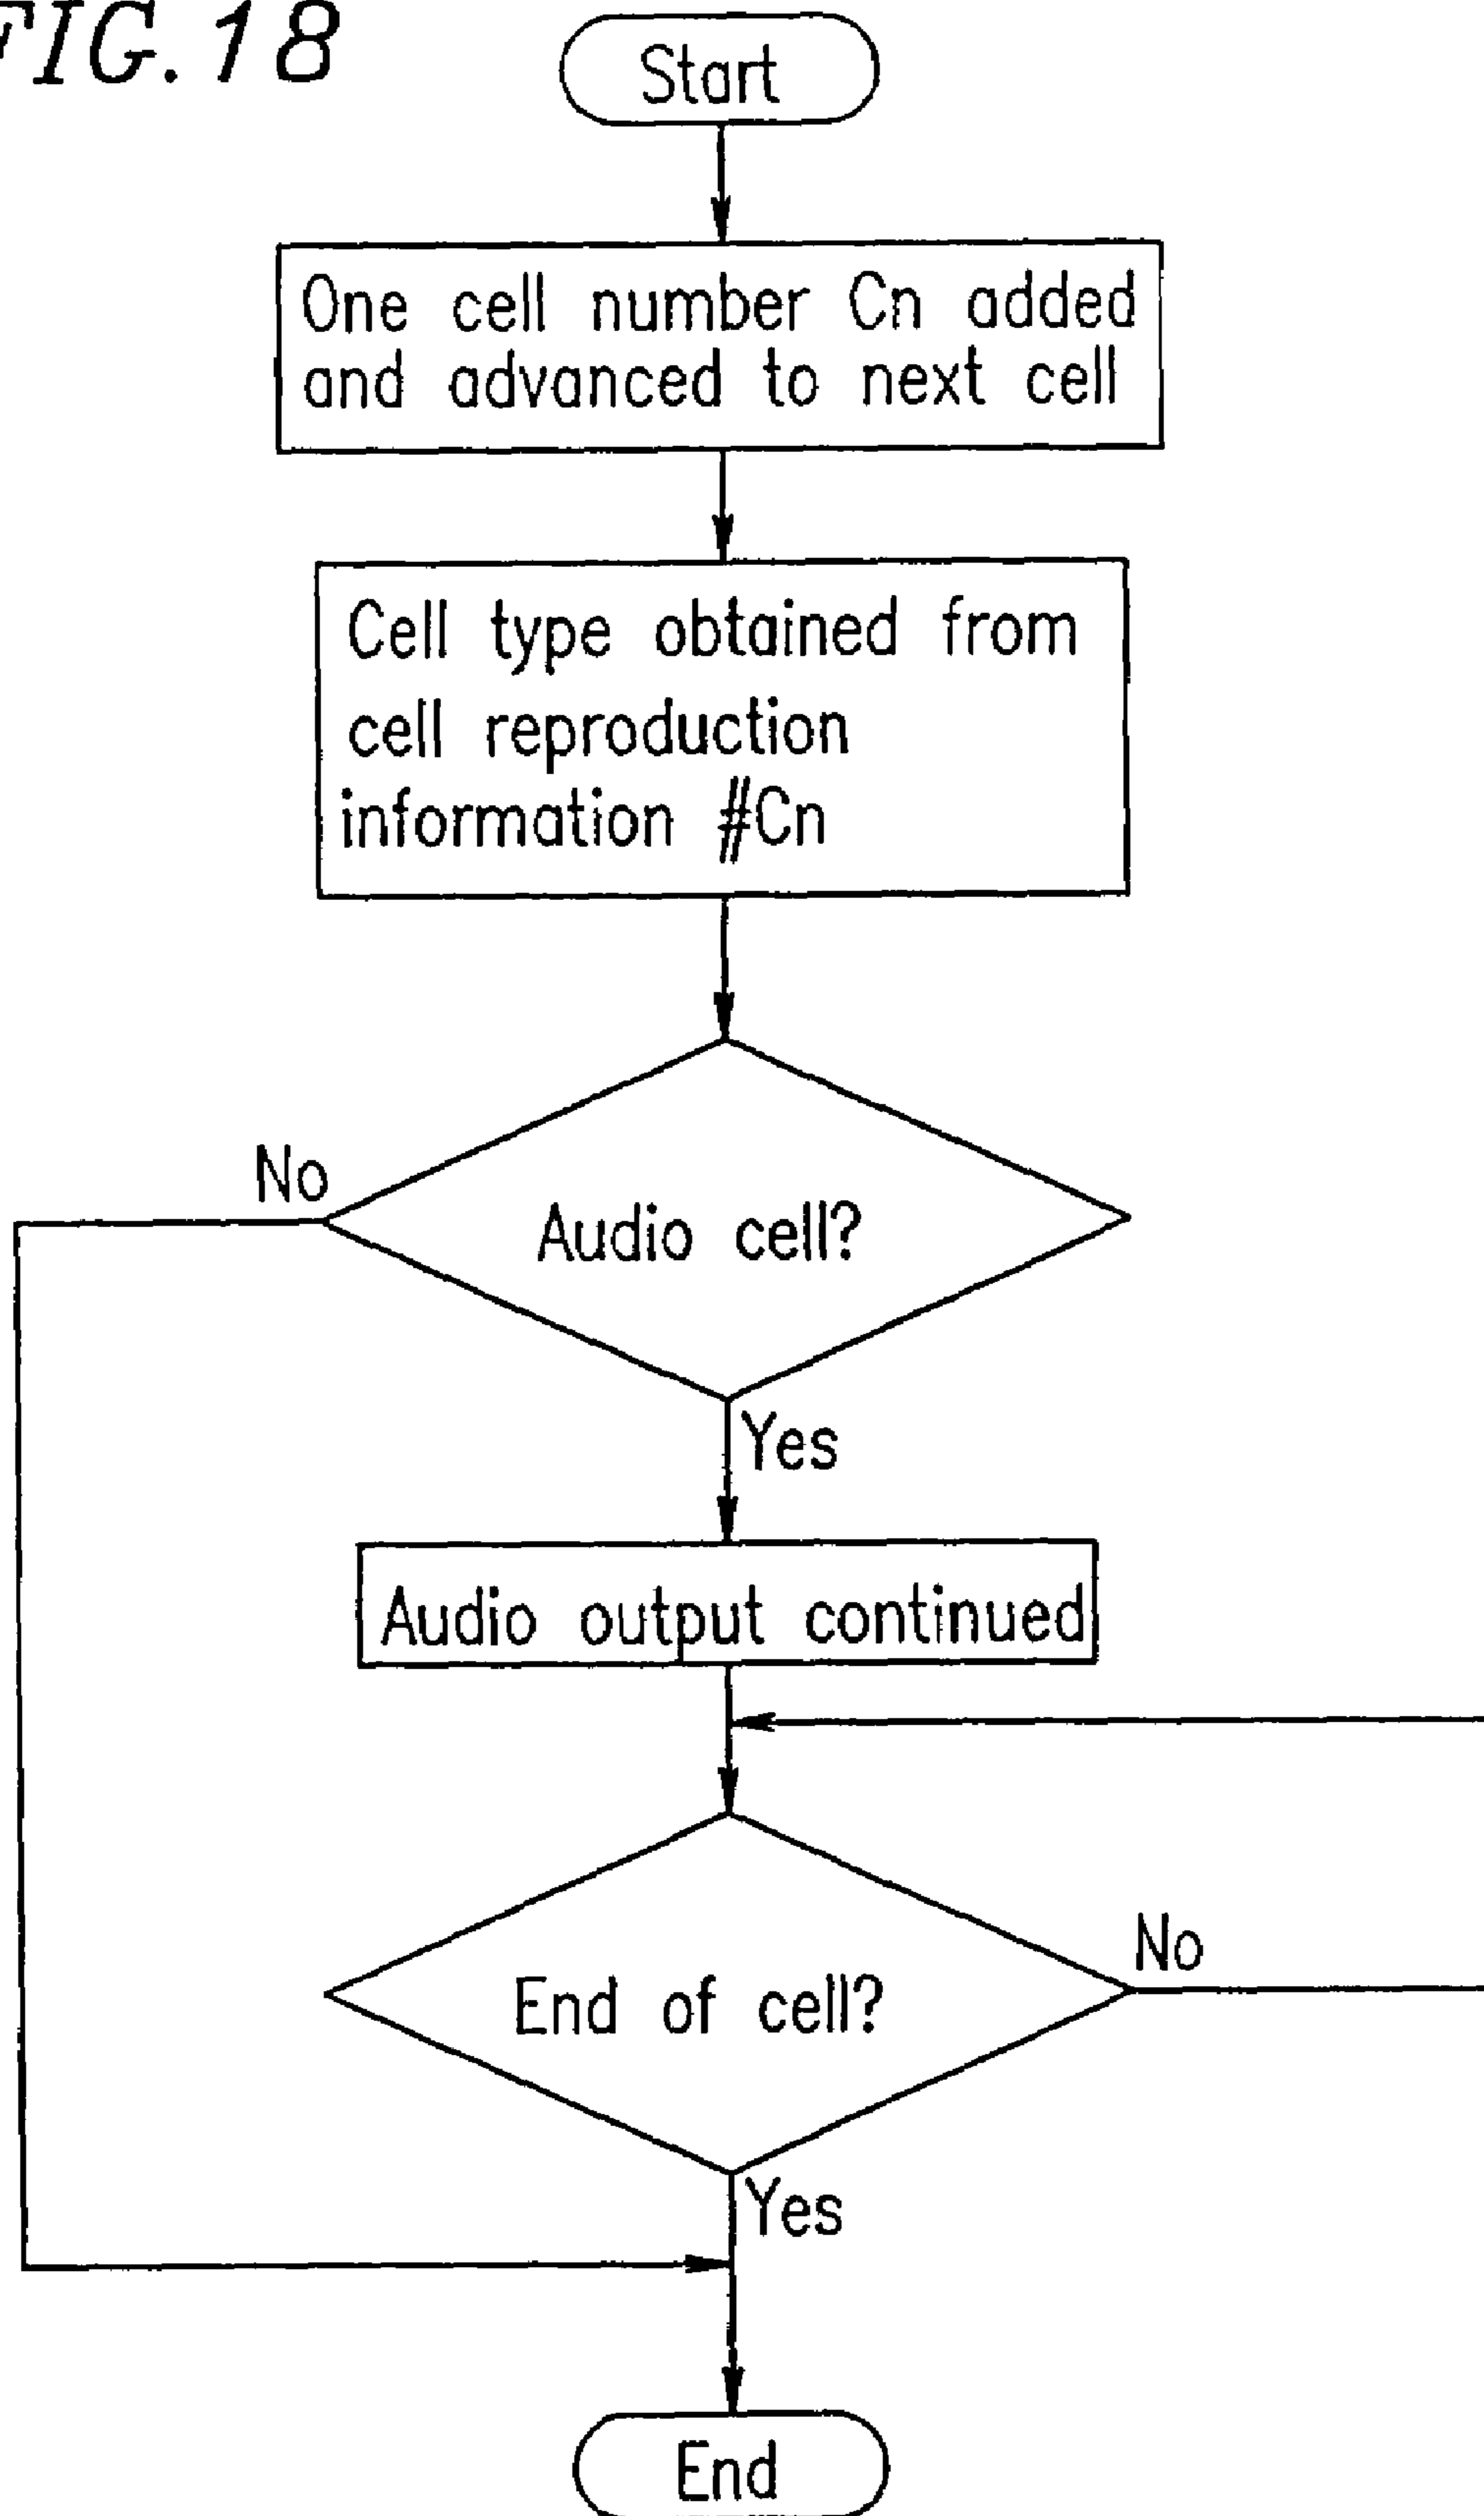 FIG. 18
Start
One cell number Cn added
and advanced to next cell
Cell type obtained from
cell reproduction
information #Cn
No
Audio cell?
Yes
Audio output continued
No
End of cell?
Yes
End